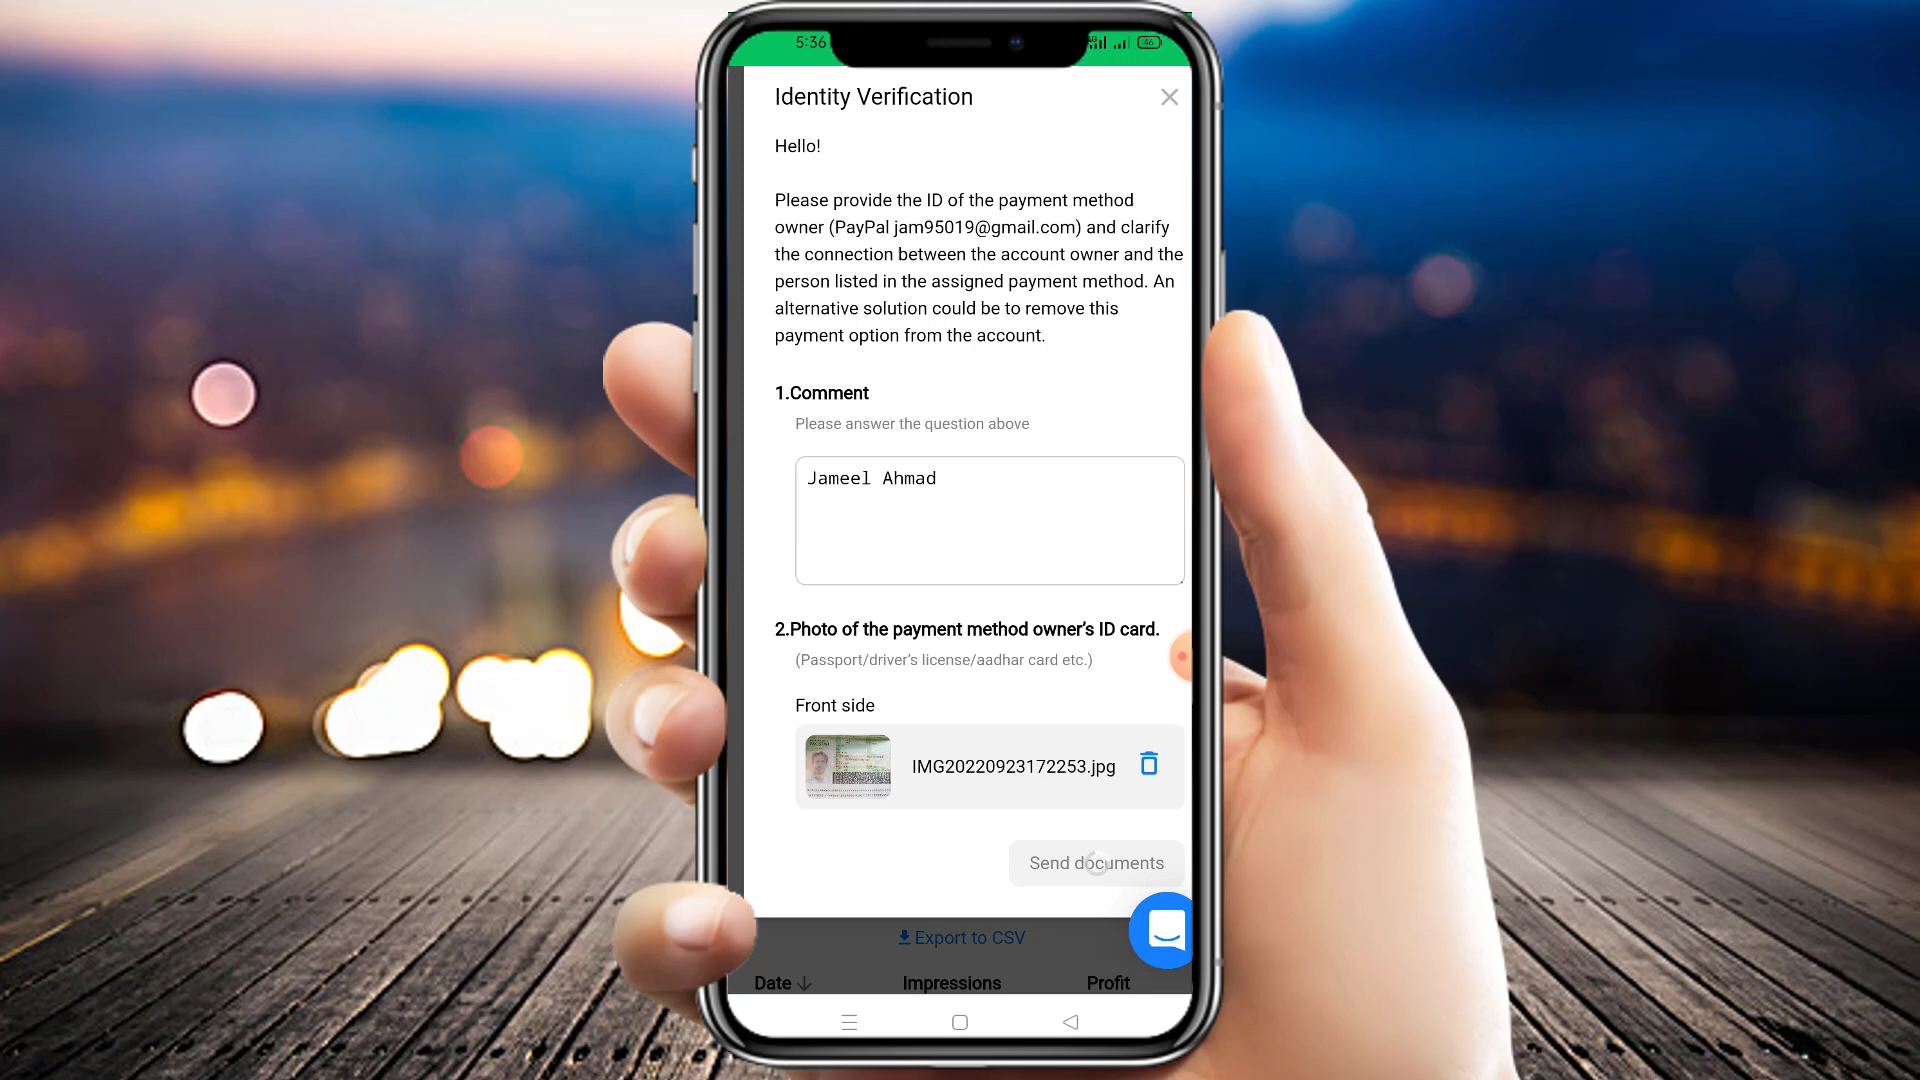 5:36
46
Identity Verification
Hello!
Please provide the ID of the payment method
owner (PayPal jam95019@gmail.com) and clarify
the connection between the account owner and the
person listed in the assigned payment method. An
alternative solution could be to remove this
payment option from the account.
1.Comment
Please answer the question above
Jameel Ahmad
2.Photo of the payment method owner's ID card.
(Passport/driver's license/aadhar card etc.)
Front side
IMG20220923172253.jpg
Send documents
Export to CSV
Date Impressions Profit